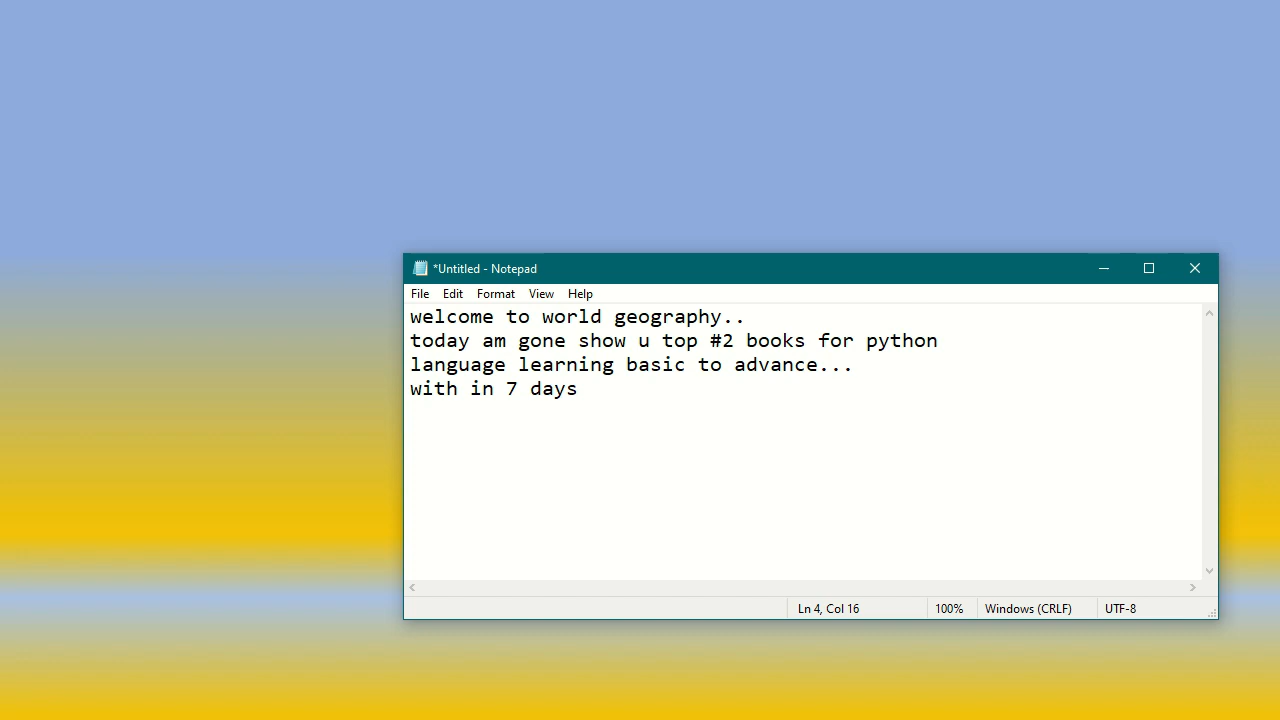 *Untitled - Notepad
File Edit Format View Help
welcome to world geography..
today am gone show u top #2 books for python
language learning basic to advance...
with in 7 days
Ln 4, Col 16 100% Windows (CRLF) UTF-8